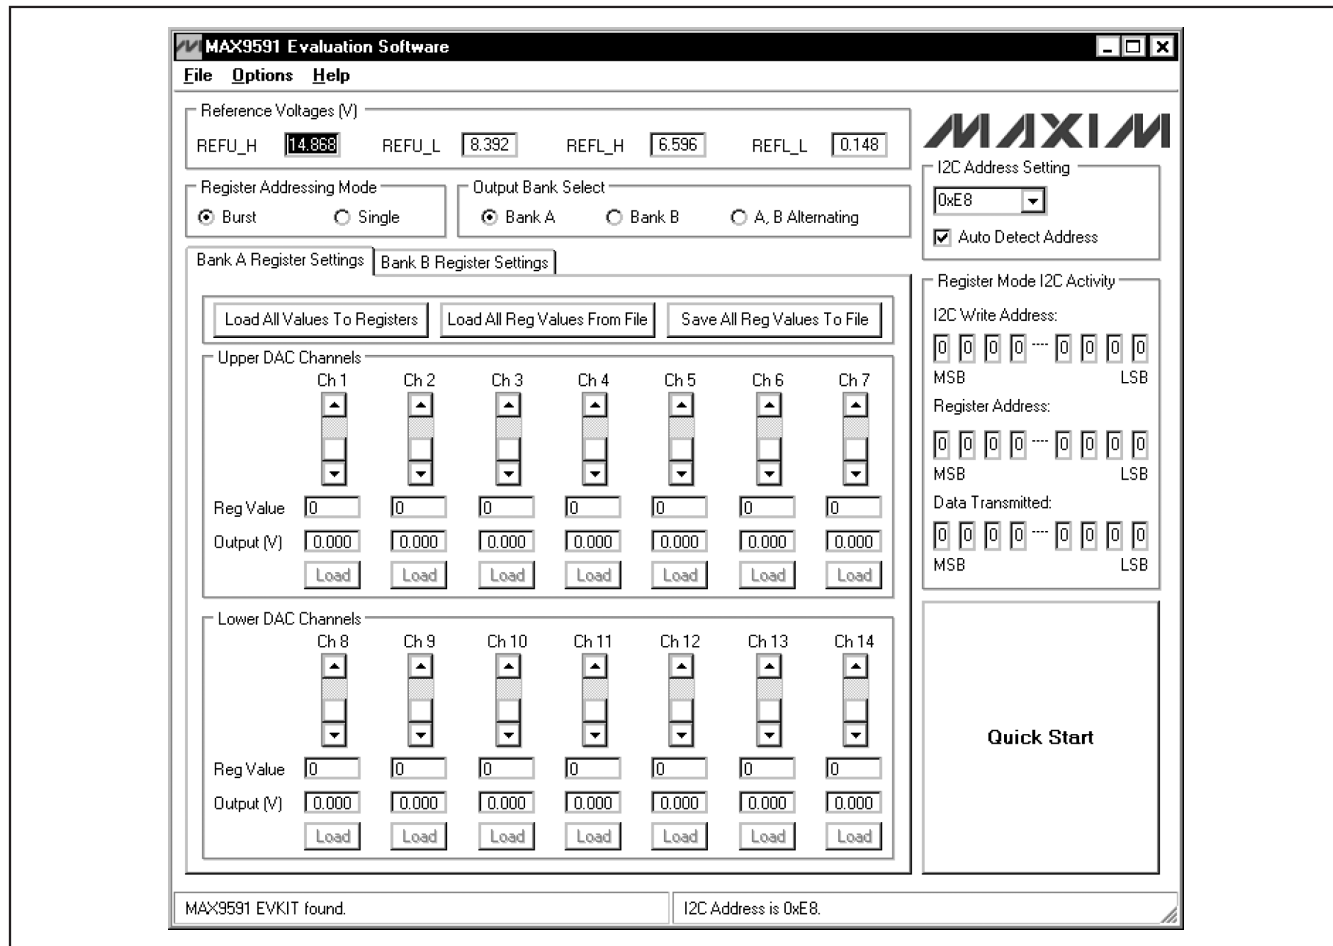 MAX9591 Evaluation Software
File Options Help
Reference Voltages (V)
REFU_H 14.868 REFU_L 8.392 REFL_H 6.596 REFL_L 0.148
MAXIM
Register Addressing Mode
Burst Single
Output Bank Select
Bank A Bank B A, B Alternating
I2C Address Setting
0xE8
Auto Detect Address
Bank A Register Settings Bank B Register Settings
Load All Values To Registers Load All Reg Values From File Save All Reg Values To File
Upper DAC Channels
Ch 1 Ch 2 Ch 3 Ch 4 Ch 5 Ch 6 Ch 7
Reg Value 0 0 0 0 0 0 0
Output (V) 0.000 0.000 0.000 0.000 0.000 0.000 0.000
Load Load Load Load Load Load Load
Lower DAC Channels
Ch 8 Ch 9 Ch 10 Ch 11 Ch 12 Ch 13 Ch 14
Reg Value 0 0 0 0 0 0 0
Output (V) 0.000 0.000 0.000 0.000 0.000 0.000 0.000
Load Load Load Load Load Load Load
Register Mode I2C Activity
I2C Write Address:
0 0 0 0 ---- 0 0 0 0
MSB LSB
Register Address:
0 0 0 0 ---- 0 0 0 0
MSB LSB
Data Transmitted:
0 0 0 0 ---- 0 0 0 0
MSB LSB
Quick Start
MAX9591 EVKIT found. I2C Address is 0xE8.